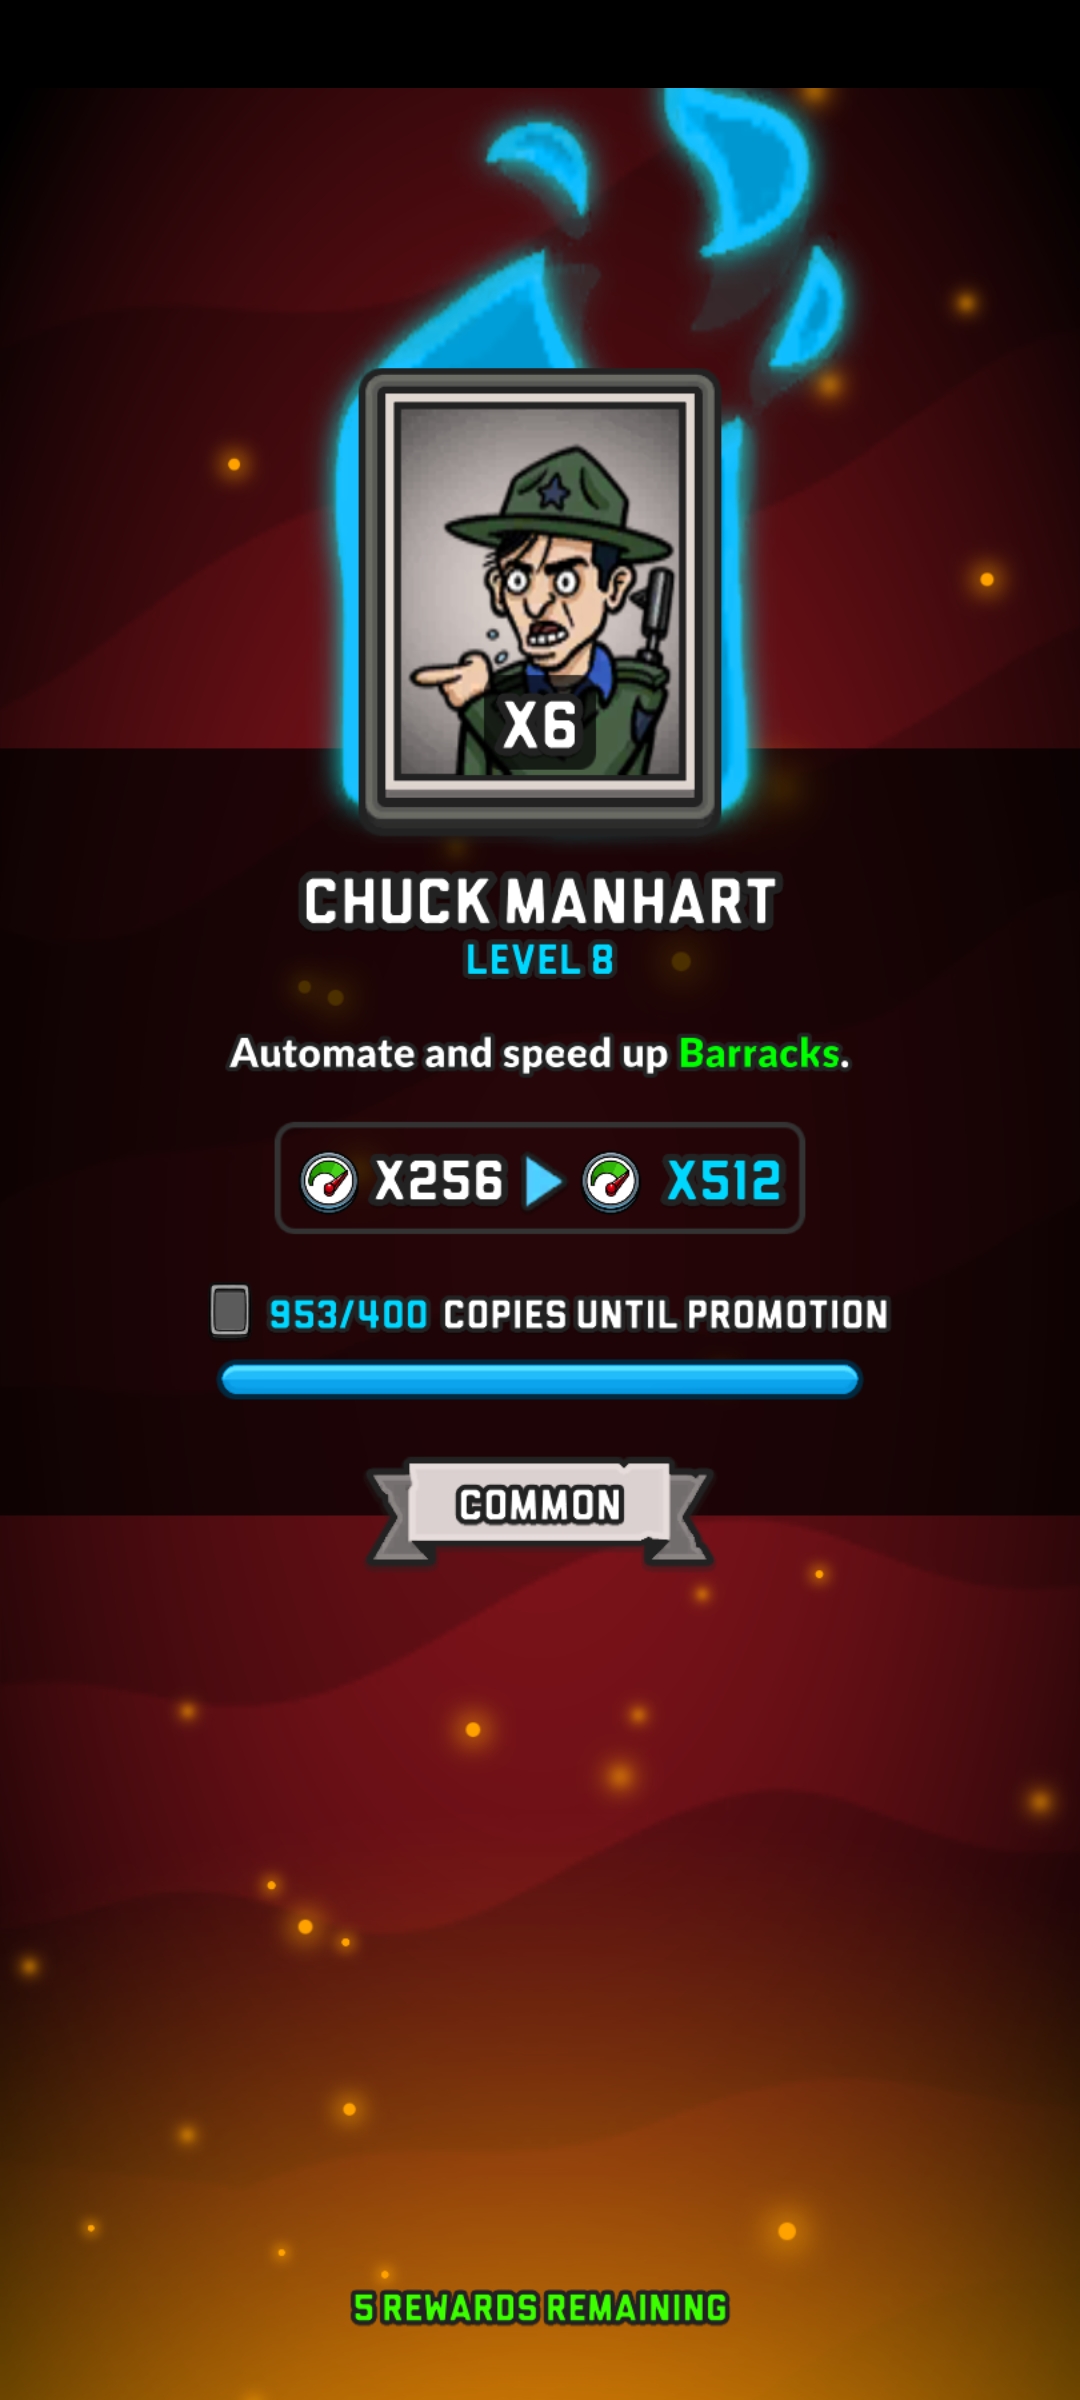 X6
CHUCK MANHART
LEVEL 8
Automate and speed up Barracks.
X256 X512
953/400 COPIES UNTIL PROMOTION
COMMON
5 REWARDS REMAINING